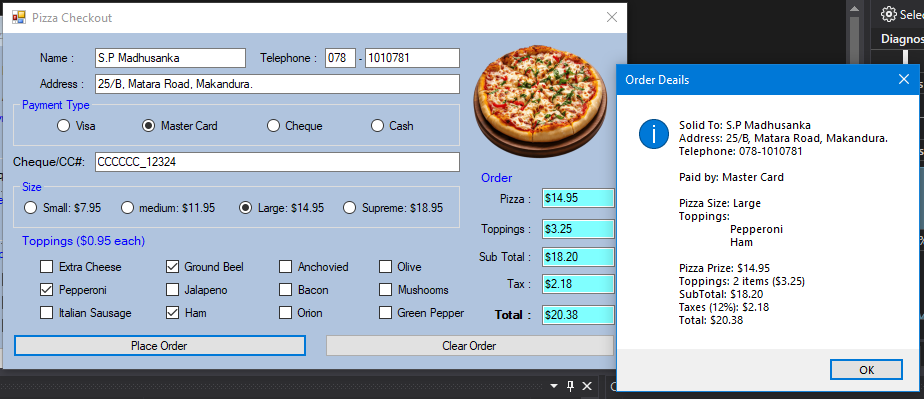 Pizza Checkout
Name : S.P Madhusanka Telephone : 078 - 1010781
Address : 25/B, Matara Road, Makandura.
Payment Type
Visa Master Card Cheque Cash
Cheque/CC#: CCCCCC_12324
Size
Small: $7.95 medium: $11.95 Large: $14.95 Supreme: $18.95
Toppings ($0.95 each)
Extra Cheese Ground Beel Anchovied Olive
Pepperoni Jalapeno Bacon Mushooms
Italian Sausage Ham Orion Green Pepper
Order
Pizza : $14.95
Toppings : $3.25
Sub Total : $18.20
Tax : $2.18
Total : $20.38
Place Order Clear Order
Order Deails
Solid To: S.P Madhusanka
Address: 25/B, Matara Road, Makandura.
Telephone: 078-1010781
Paid by: Master Card
Pizza Size: Large
Toppings:
Pepperoni
Ham
Pizza Prize: $14.95
Toppings: 2 items ($3.25)
SubTotal: $18.20
Taxes (12%): $2.18
Total: $20.38
OK
Selec
Diagnos